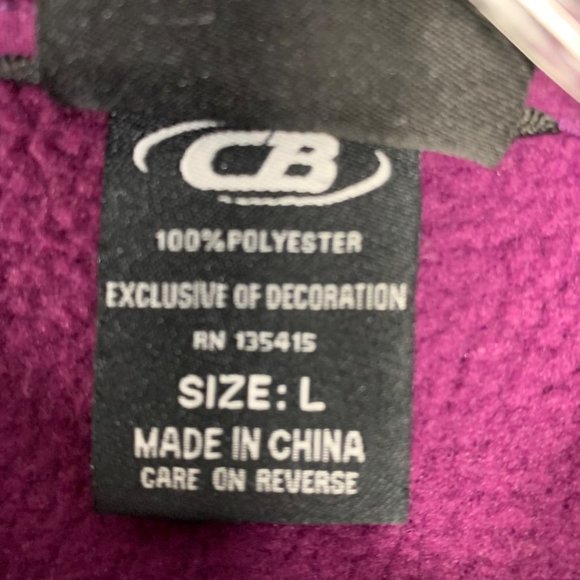 CB
100%POLYESTER
EXCLUSIVE OF DECORATION
RN 135415
SIZE: L
MADE IN CHINA
CARE ON REVERSE